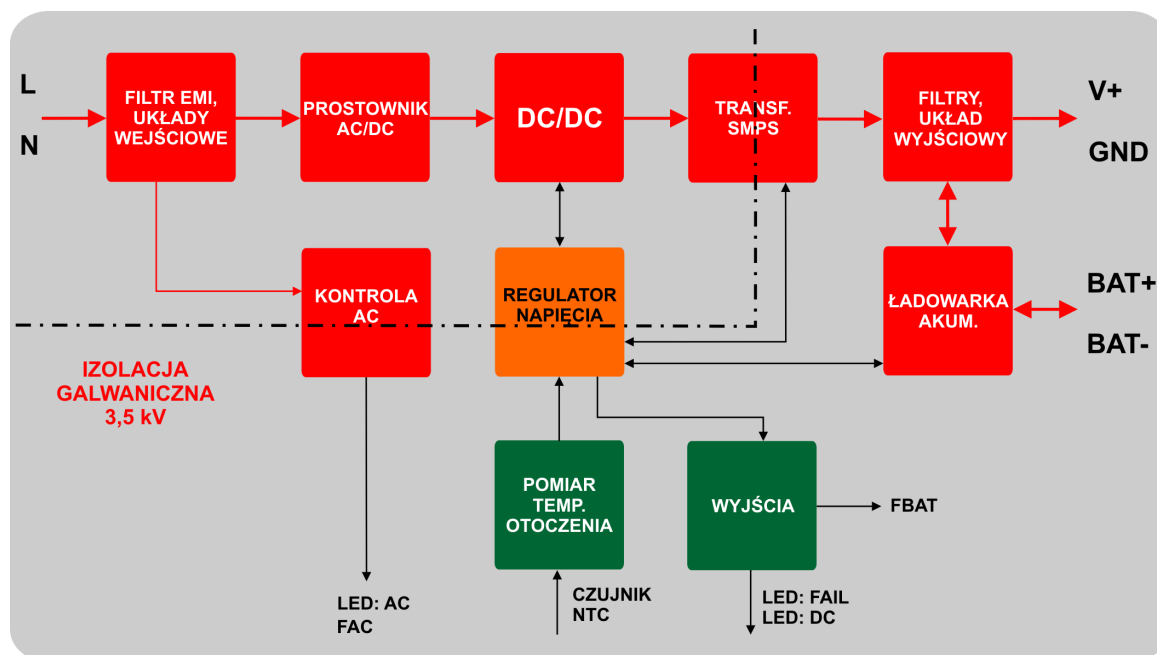 L
N
FILTR EMI,
UKŁADY
WEJŚCIOWE
PROSTOWNIK
AC/DC
DC/DC
TRANSF.
SMPS
FILTRY,
UKŁAD
WYJŚCIOWY
V+
GND
KONTROLA
AC
REGULATOR
NAPIĘCIA
ŁADOWARKA
AKUM.
BAT+
BAT-
IZOLACJA
GALWANICZNA
3,5 kV
POMIAR
TEMP.
OTOCZENIA
WYJŚCIA
FBAT
LED: AC
FAC
CZUJNIK
NTC
LED: FAIL
LED: DC